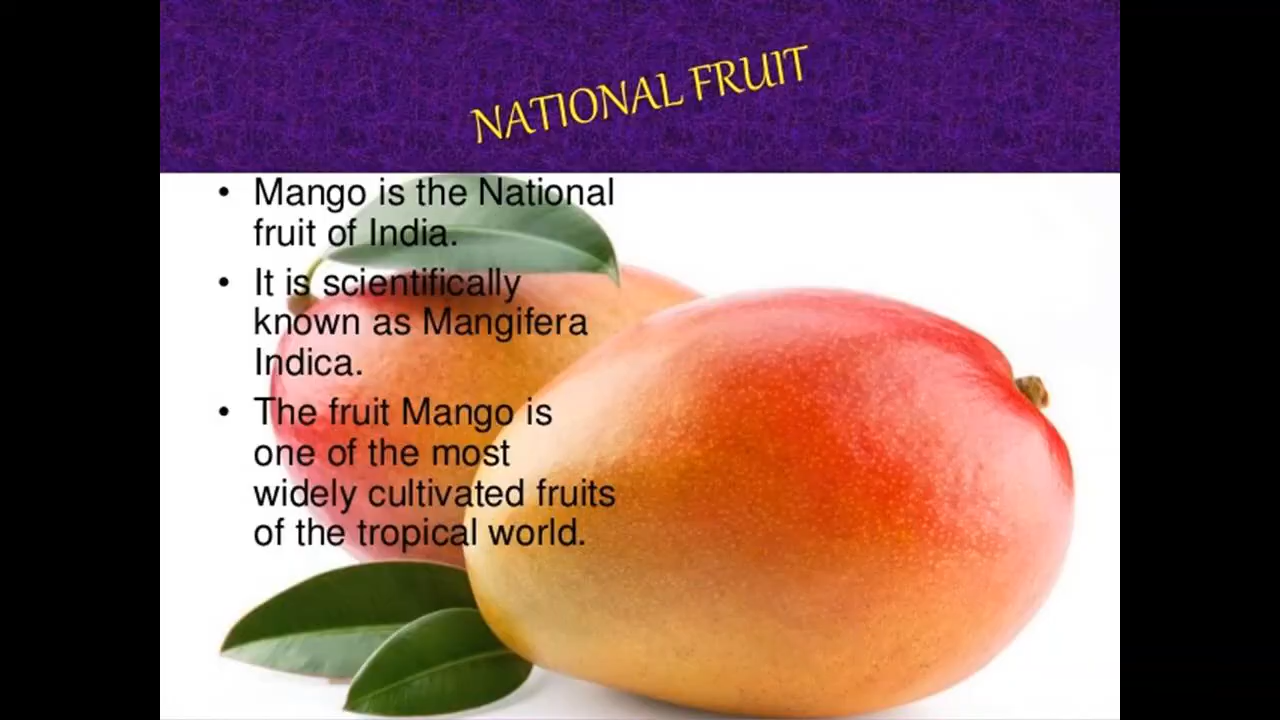 NATIONAL FRUIT
• Mango is the National
fruit of India.
• It is scientifically
known as Mangifera
Indica.
• The fruit Mango is
one of the most
widely cultivated fruits
of the tropical world.